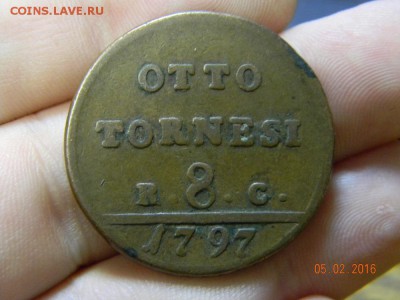 COINS.LAVE.RU
OTTO
TORNESI
R . 8 . G .
1797
05 02 2016